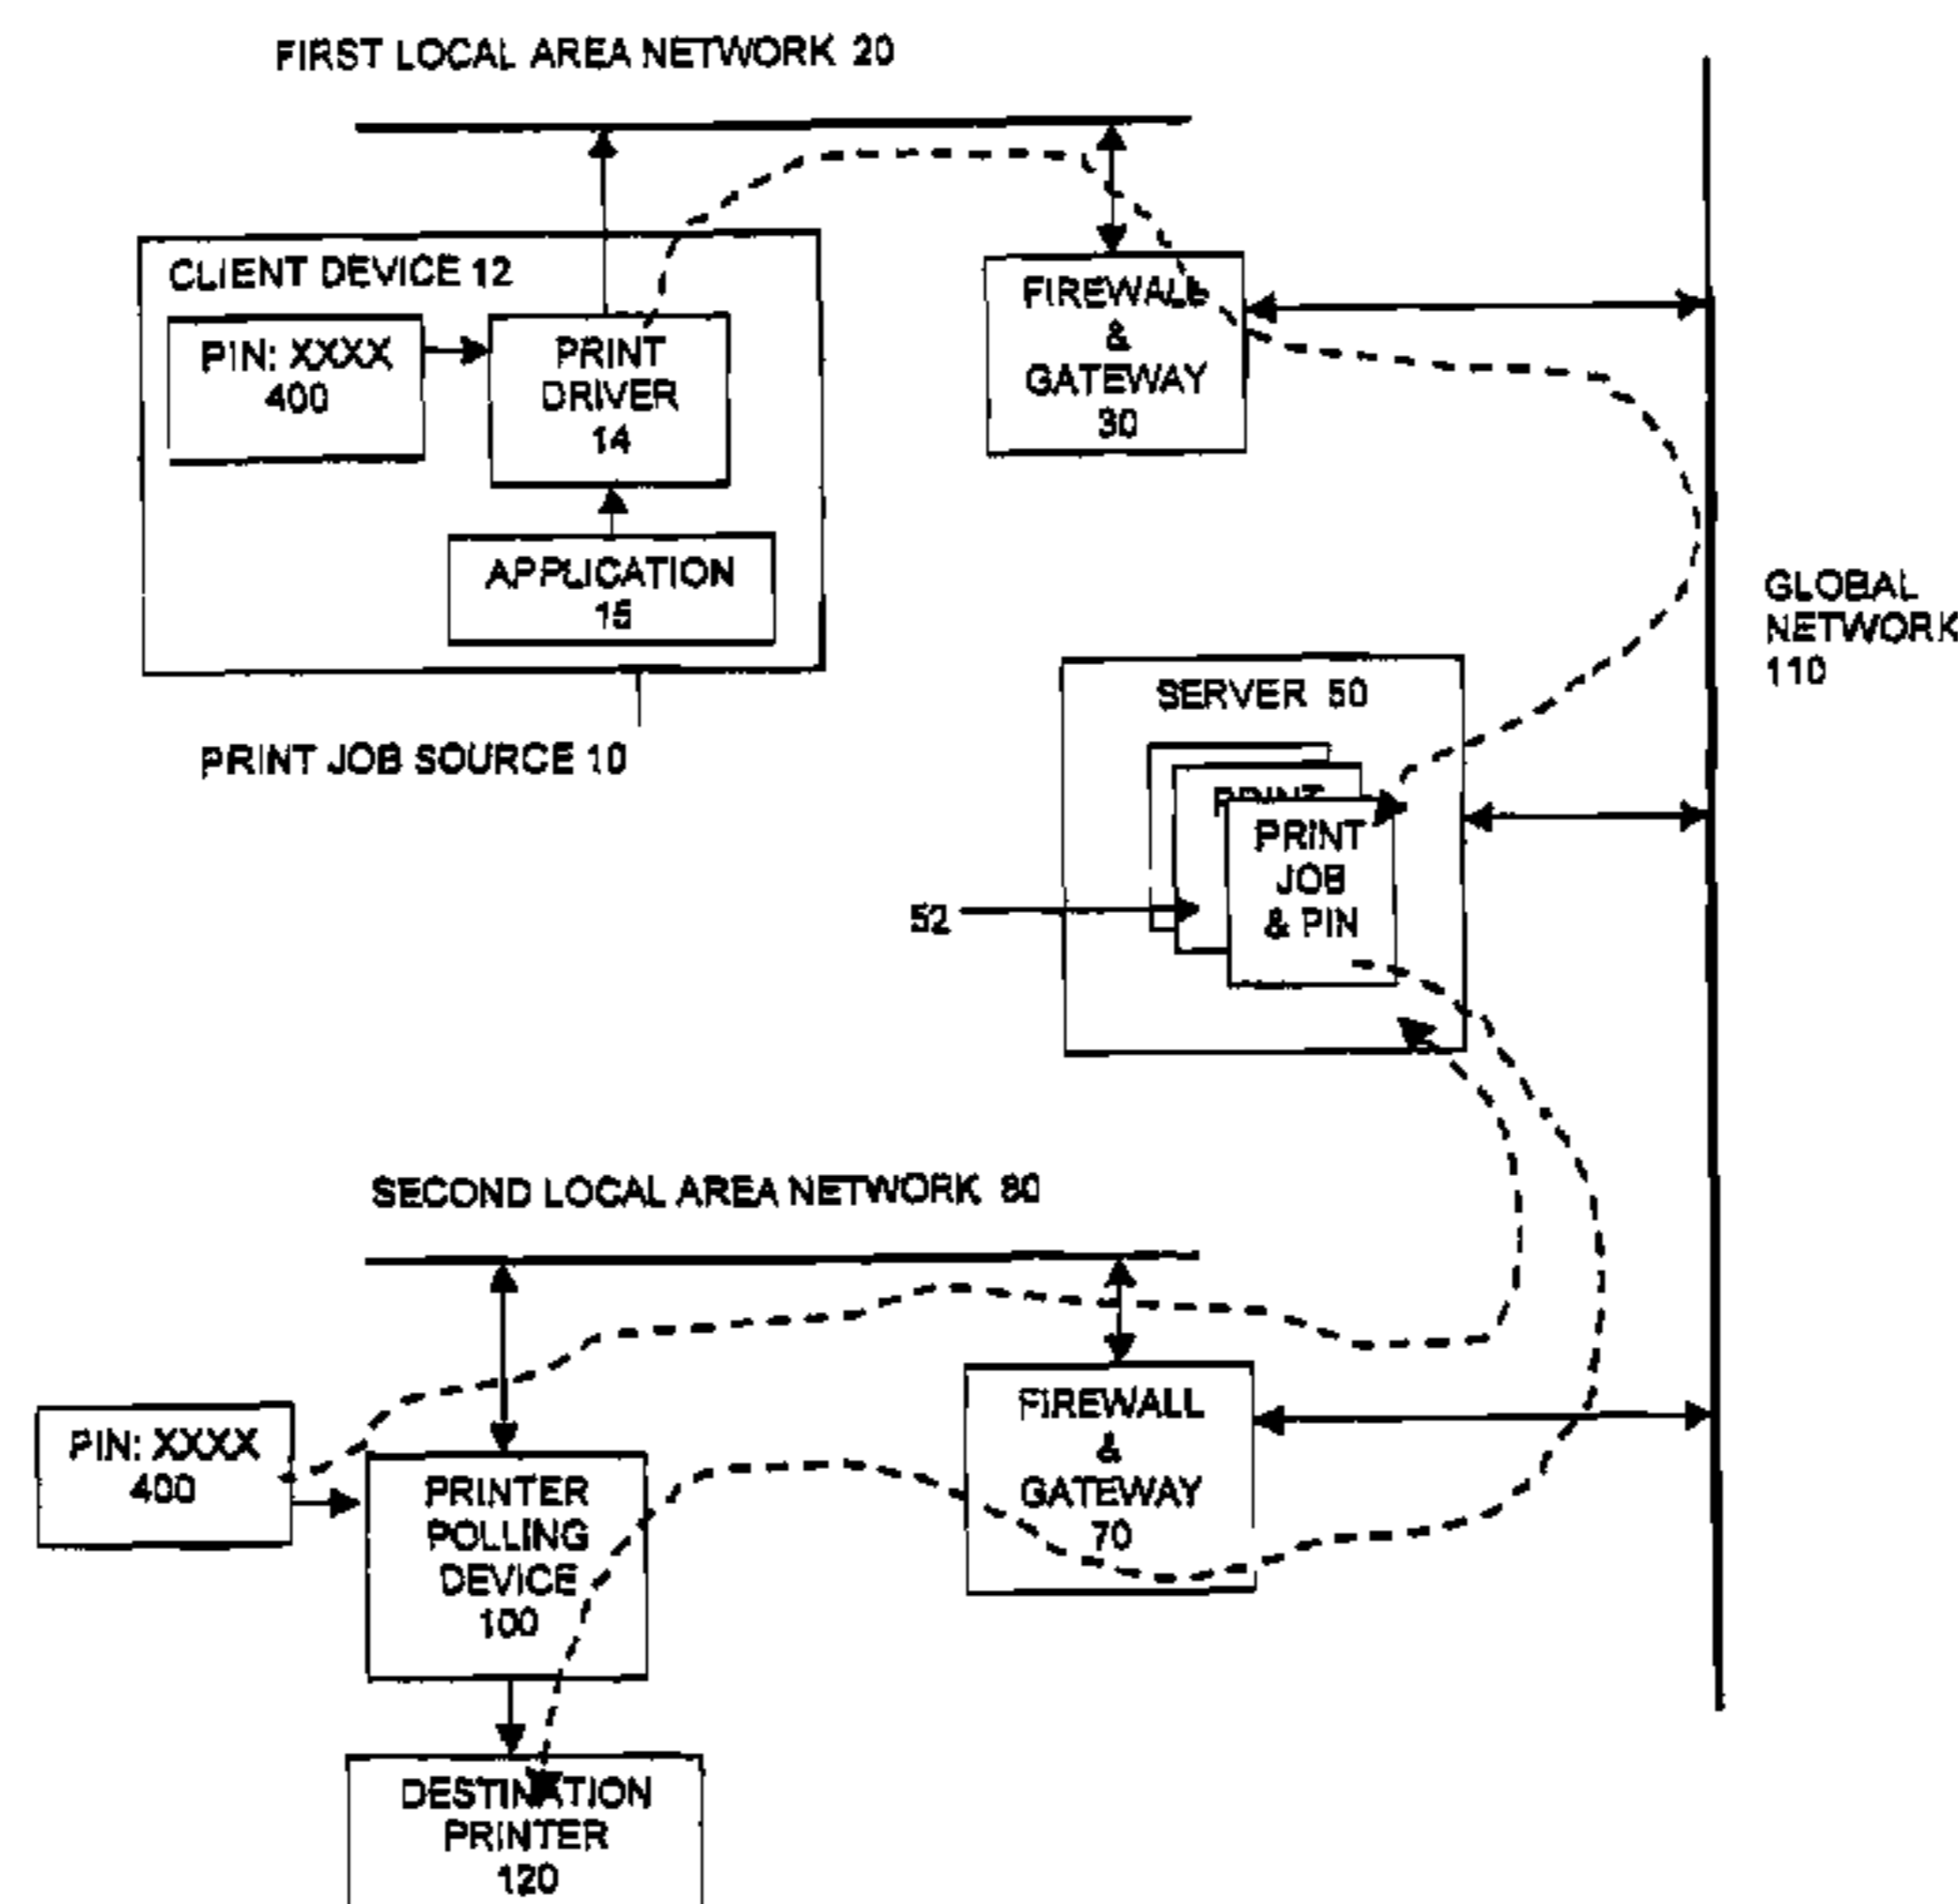 FIRST LOCAL AREA NETWORK 20
CLIENT DEVICE 12
PIN: XXXX
400
PRINT
DRIVER
14
APPLICATION
15
PRINT JOB SOURCE 10
FIREWALL
&
GATEWAY
30
GLOBAL
NETWORK
110
SERVER 50
PRINT
PRINT
JOB
& PIN
52
SECOND LOCAL AREA NETWORK 80
PIN: XXXX
400
PRINTER
POLLING
DEVICE
100
FIREWALL
&
GATEWAY
70
DESTINATION
PRINTER
120